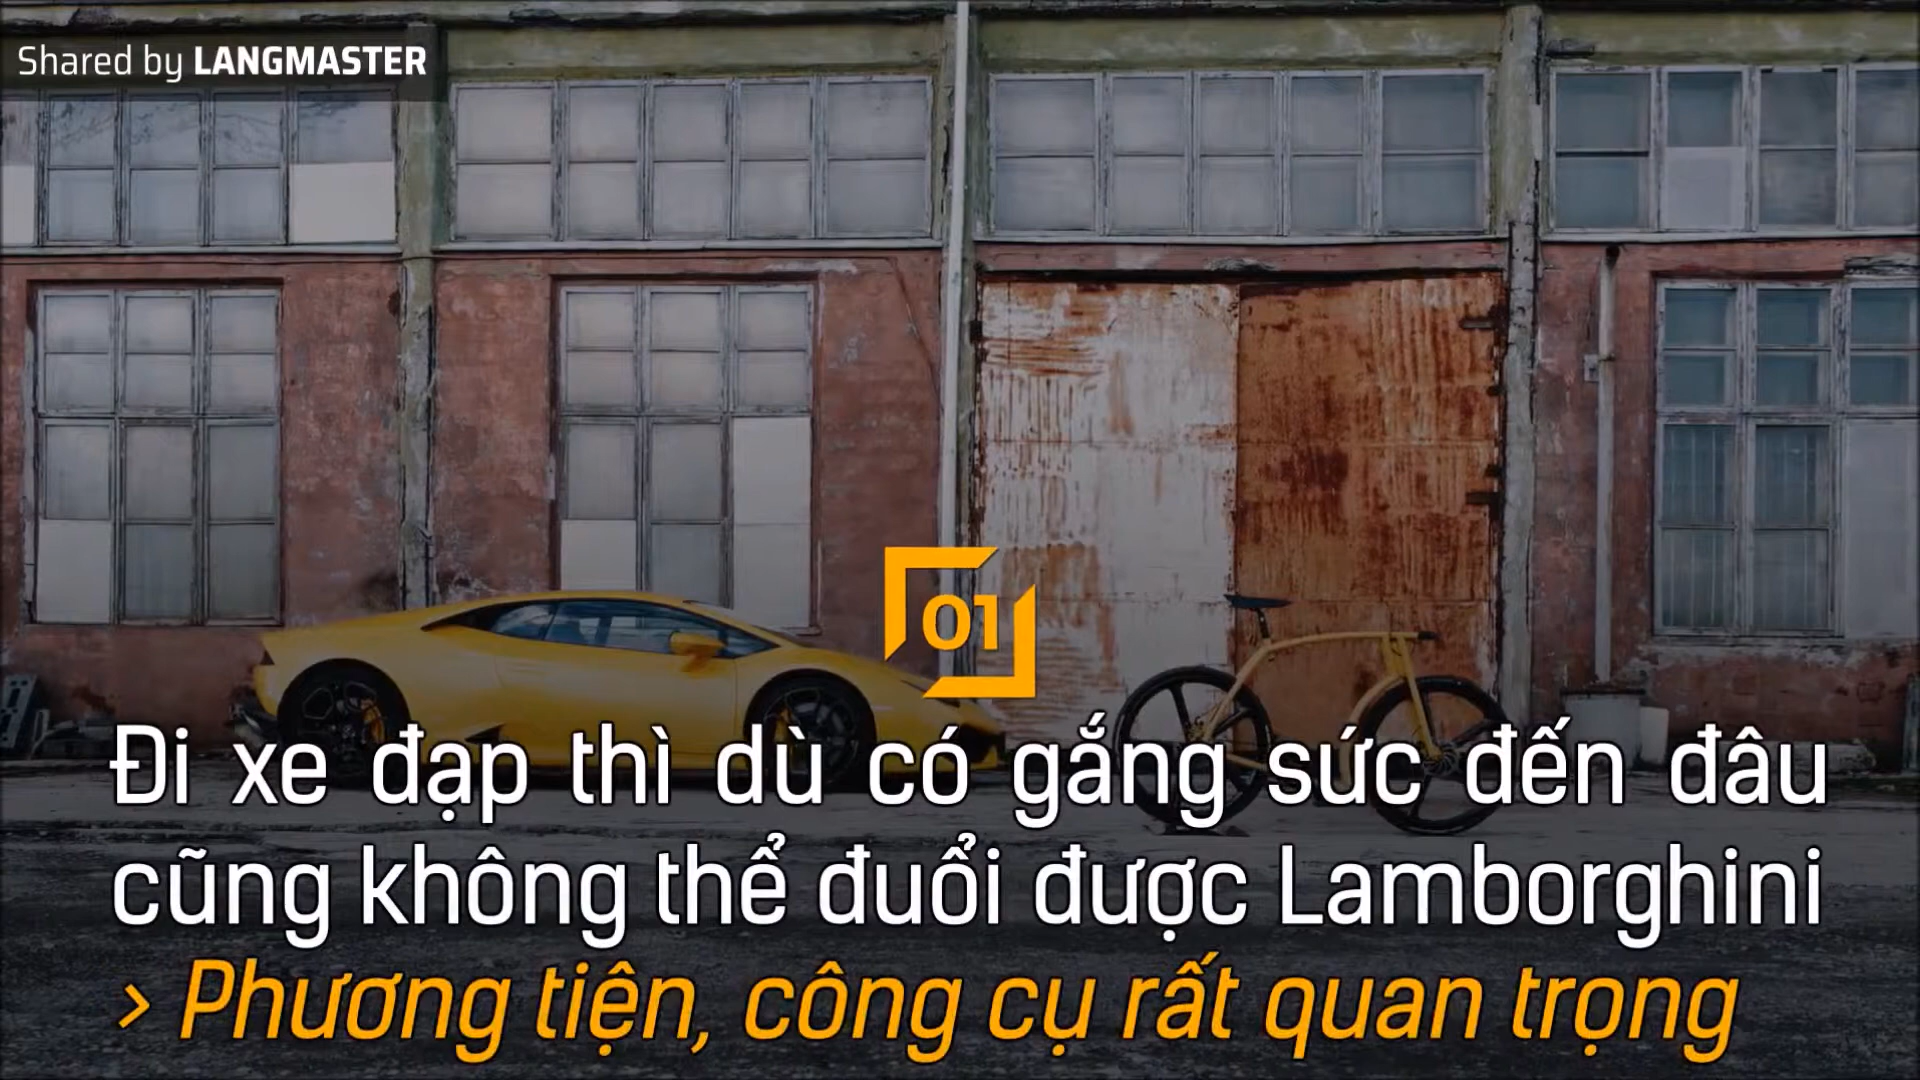 Shared by LANGMASTER
01
Đi xe đạp thì dù có gắng sức đến đâu
cũng không thể đuổi được Lamborghini
> Phương tiện, công cụ rất quan trọng